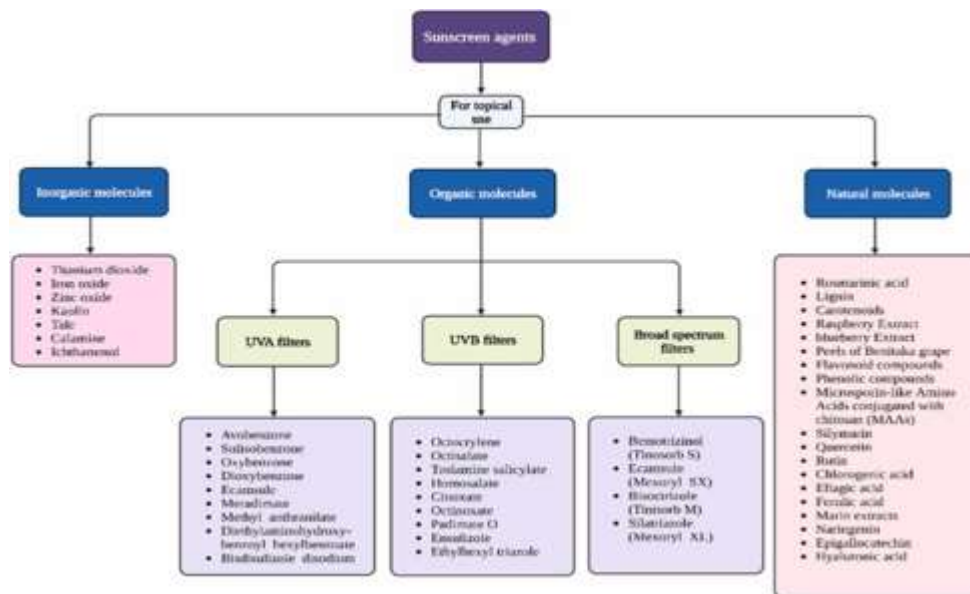 Sunscreen agents
For topical
use
Inorganic molecules
Organic molecules
Natural molecules
Titanium dioxide
Iron oxide
Zinc oxide
Kaolin
Talc
Calamine
Ichthammol
UVA filters
UVB filters
Broad spectrum
filters
Avobenzone
Sulisobenzone
Oxybenzone
Dioxybenzone
Ecamsule
Meradimate
Methyl anthranilate
Diethylaminohydroxy-
benzoyl hexylbenzoate
Bisdisulizole disodium
Octocrylene
Octisalate
Trolamine salicylate
Homosalate
Cinoxate
Octinoxate
Padimate O
Ensulizole
Ethylhexyl triazole
Bemotrizinol
(Tinosorb S)
Ecamsule
(Mexoryl SX)
Bisoctrizole
(Tinsorb M)
Silatriazole
(Mexoryl XL)
Rosmarinic acid
Lignin
Carotenoids
Raspberry Extract
blueberry Extract
Peels of Benitaka grape
Flavonoid compounds
Phenolic compounds
Microsporin-like Amino
Acids conjugated with
chitosan (MAAs)
Silymarin
Quercetin
Rutin
Chlorogenic acid
Ellagic acid
Ferulic acid
Marin extracts
Naringenin
Epigallocatechin
Hyaluronic acid